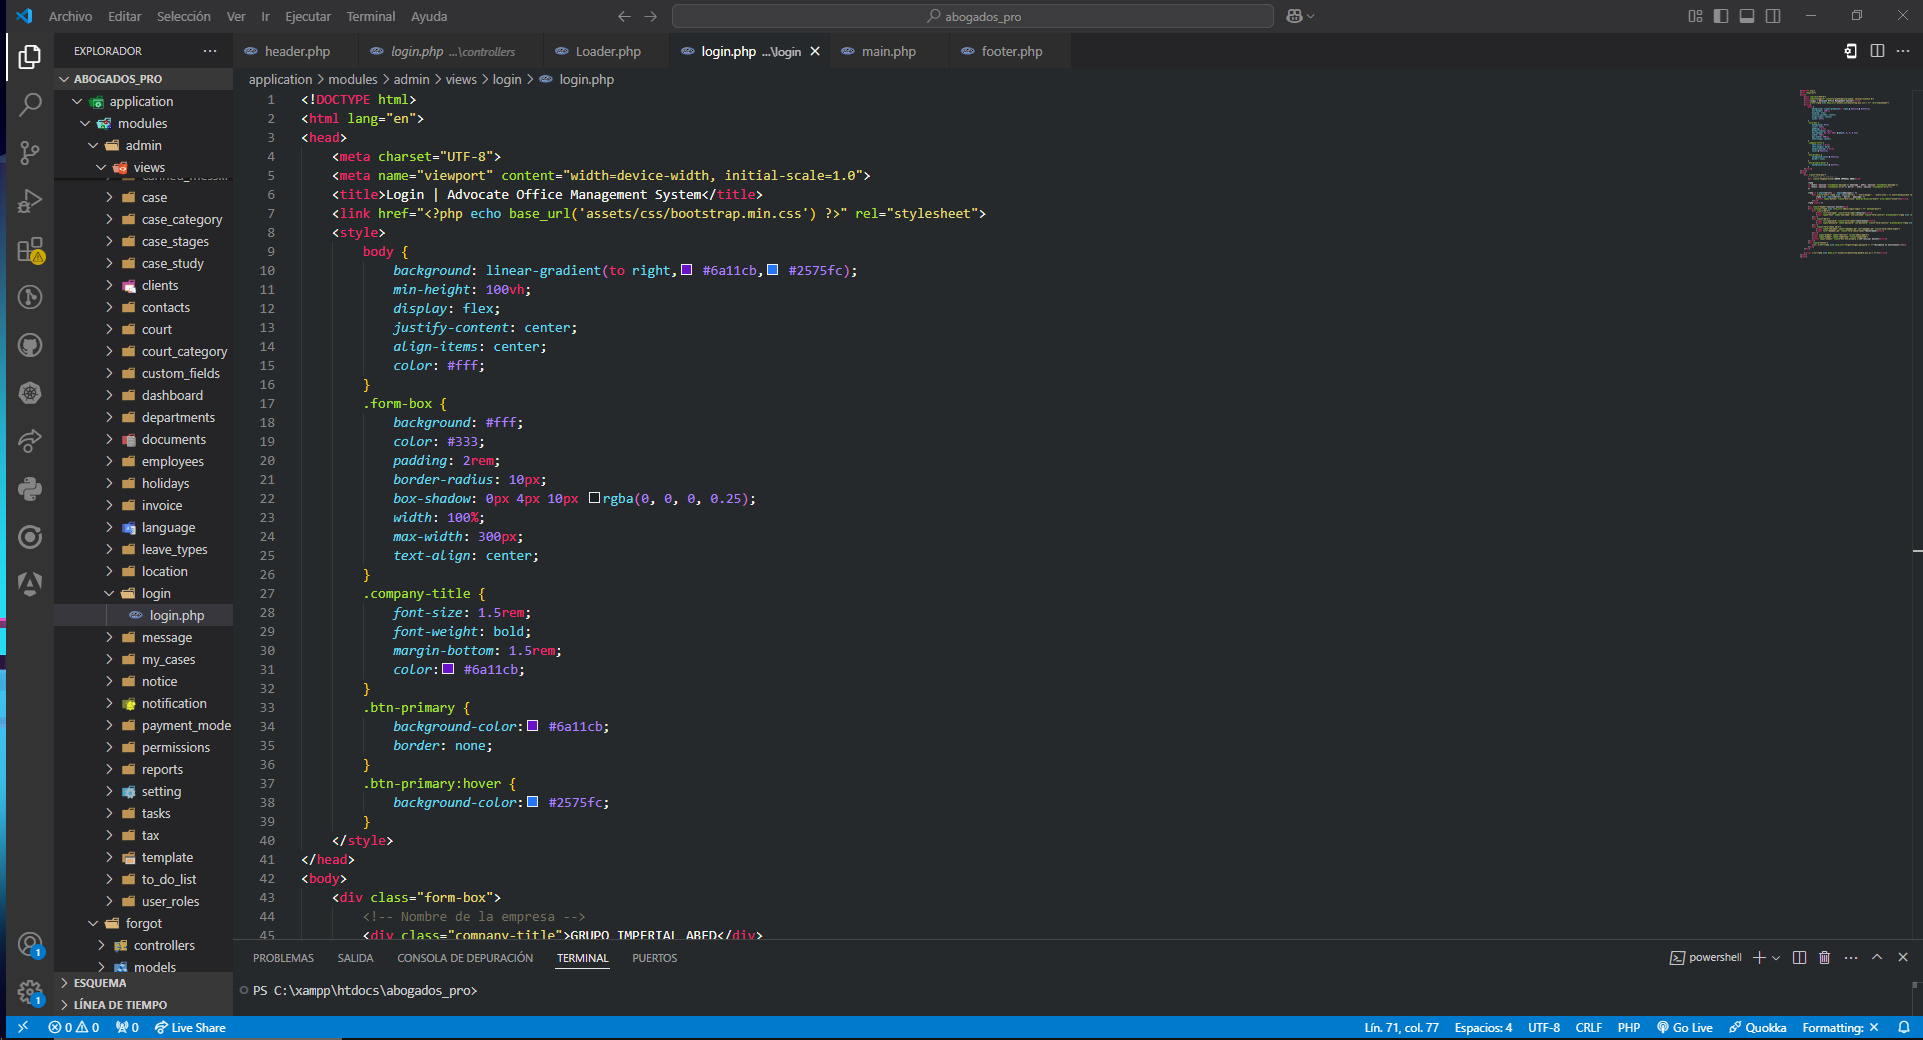 Archivo Editar Selección Ver Ir Ejecutar Terminal Ayuda
abogados_pro
EXPLORADOR
header.php
login.php ...\controllers
Loader.php
login.php ...\login
main.php
footer.php
ABOGADOS_PRO
application > modules > admin > views > login > login.php
application
modules
admin
views
case
case_category
case_stages
case_study
clients
contacts
court
court_category
custom_fields
dashboard
departments
documents
employees
holidays
invoice
language
leave_types
location
login
login.php
message
my_cases
notice
notification
payment_mode
permissions
reports
setting
tasks
tax
template
to_do_list
user_roles
forgot
controllers
models
ESQUEMA
LÍNEA DE TIEMPO
1 <!DOCTYPE html>
2 <html lang="en">
3 <head>
4 <meta charset="UTF-8">
5 <meta name="viewport" content="width=device-width, initial-scale=1.0">
6 <title>Login | Advocate Office Management System</title>
7 <link href="<?php echo base_url('assets/css/bootstrap.min.css') ?>" rel="stylesheet">
8 <style>
9 body {
10 background: linear-gradient(to right, #6a11cb, #2575fc);
11 min-height: 100vh;
12 display: flex;
13 justify-content: center;
14 align-items: center;
15 color: #fff;
16 }
17 .form-box {
18 background: #fff;
19 color: #333;
20 padding: 2rem;
21 border-radius: 10px;
22 box-shadow: 0px 4px 10px rgba(0, 0, 0, 0.25);
23 width: 100%;
24 max-width: 300px;
25 text-align: center;
26 }
27 .company-title {
28 font-size: 1.5rem;
29 font-weight: bold;
30 margin-bottom: 1.5rem;
31 color: #6a11cb;
32 }
33 .btn-primary {
34 background-color: #6a11cb;
35 border: none;
36 }
37 .btn-primary:hover {
38 background-color: #2575fc;
39 }
40 </style>
41 </head>
42 <body>
43 <div class="form-box">
44 <!-- Nombre de la empresa -->
45 <div class="company-title">GRUPO IMPERIAL ABED</div>
PROBLEMAS SALIDA CONSOLA DE DEPURACIÓN TERMINAL PUERTOS
powershell
PS C:\xampp\htdocs\abogados_pro>
1
1
0 0 0 Live Share
Lín. 71, col. 77 Espacios: 4 UTF-8 CRLF PHP Go Live Quokka Formatting: ×